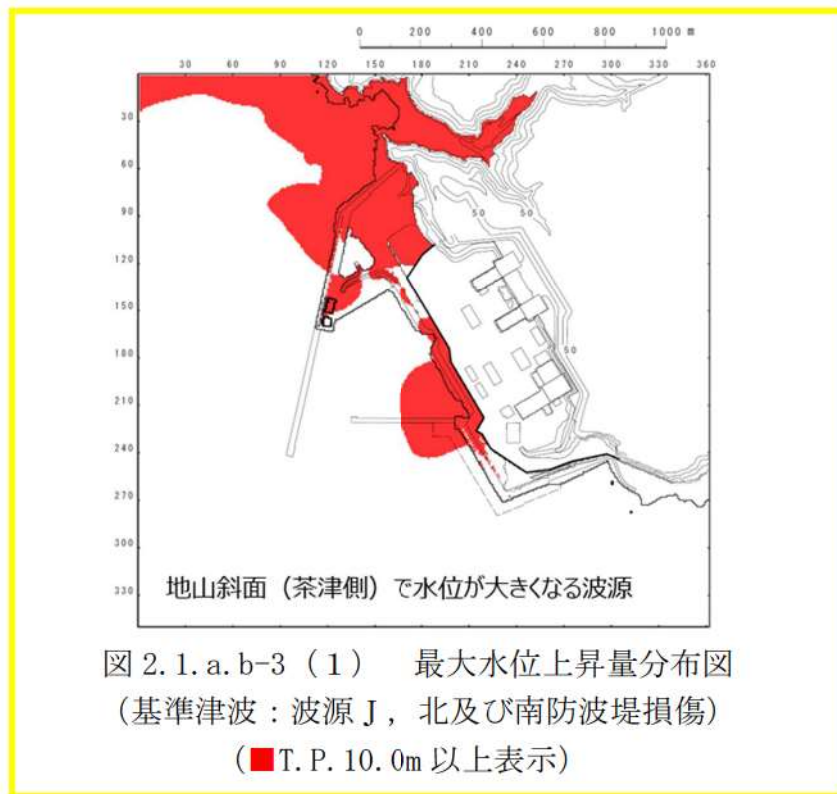 0 200 400 600 800 1000 m
30 60 90 120 150 180 210 240 270 300 330 360
30
60
90
50 50
120
150
50
180
210
240
270
300
330
地山斜面（茶津側）で水位が大きくなる波源
図 2.1.a.b-3（1） 最大水位上昇量分布図
（基準津波：波源 J，北及び南防波堤損傷）
（■T.P.10.0m 以上表示）